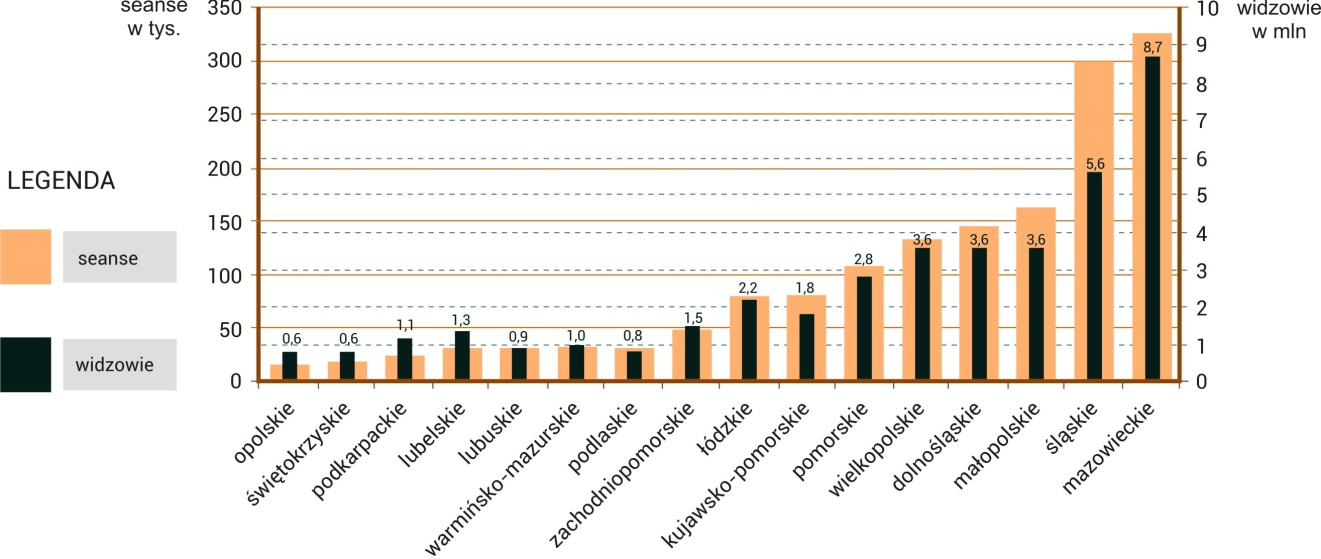 seanse
w tys.
350
300
250
200
150
100
50
0
10
9
8
7
6
5
4
3
2
1
0
widzowie
w mln
LEGENDA
seanse
widzowie
0,6
0,6
1,1
1,3
0,9
1,0
0,8
1,5
2,2
1,8
2,8
3,6
3,6
3,6
5,6
8,7
opolskie
świętokrzyskie
podkarpackie
lubelskie
lubuskie
warmińsko-mazurskie
podlaskie
zachodniopomorskie
łódzkie
kujawsko-pomorskie
pomorskie
wielkopolskie
dolnośląskie
małopolskie
śląskie
mazowieckie